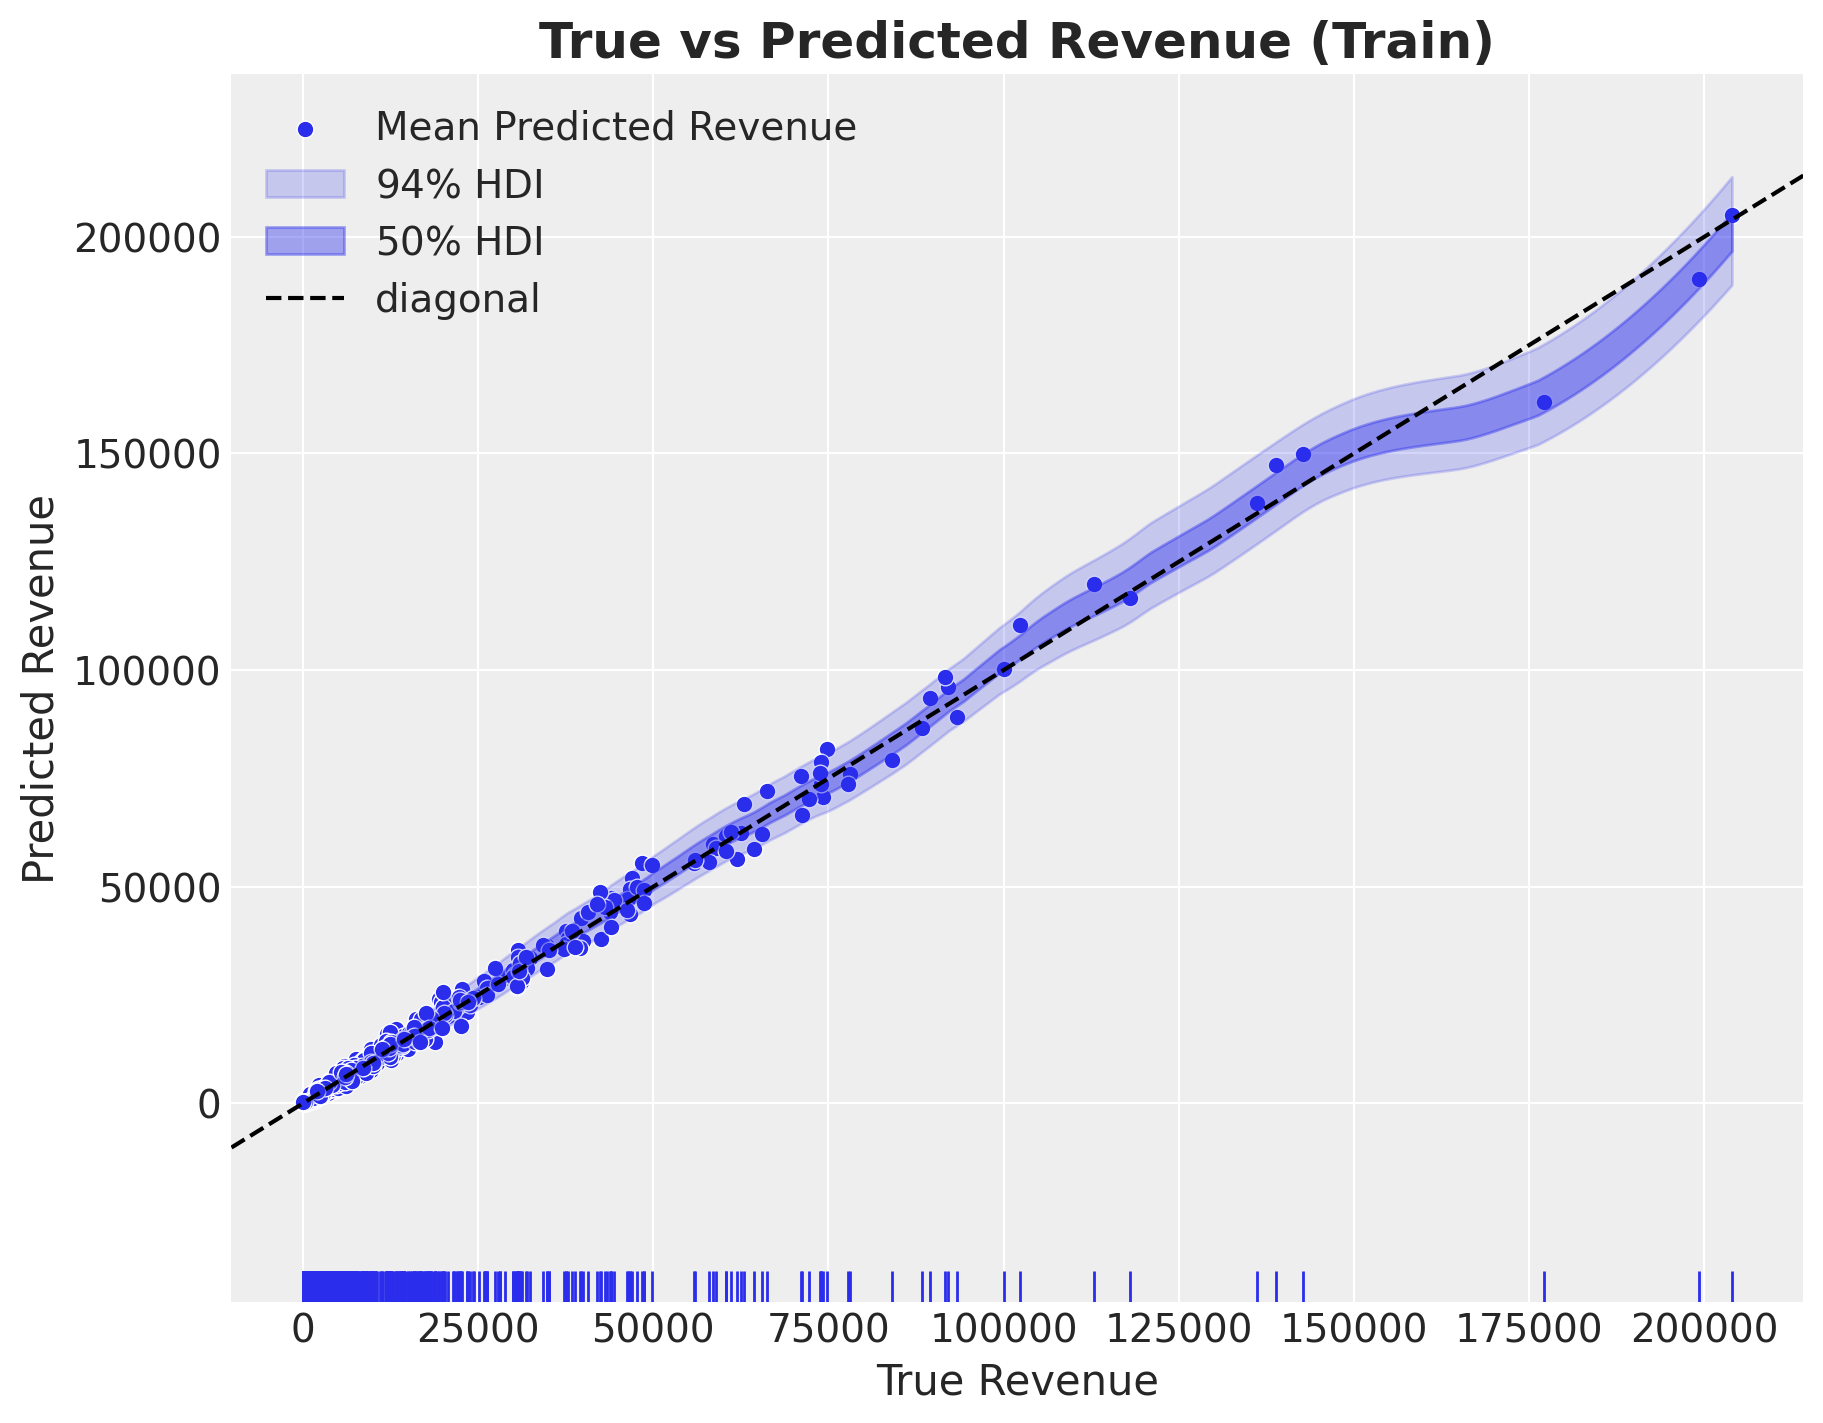 True vs Predicted Revenue (Train)
Mean Predicted Revenue
94% HDI
50% HDI
diagonal
Predicted Revenue
200000
150000
100000
50000
0
0 25000 50000 75000 100000 125000 150000 175000 200000
True Revenue